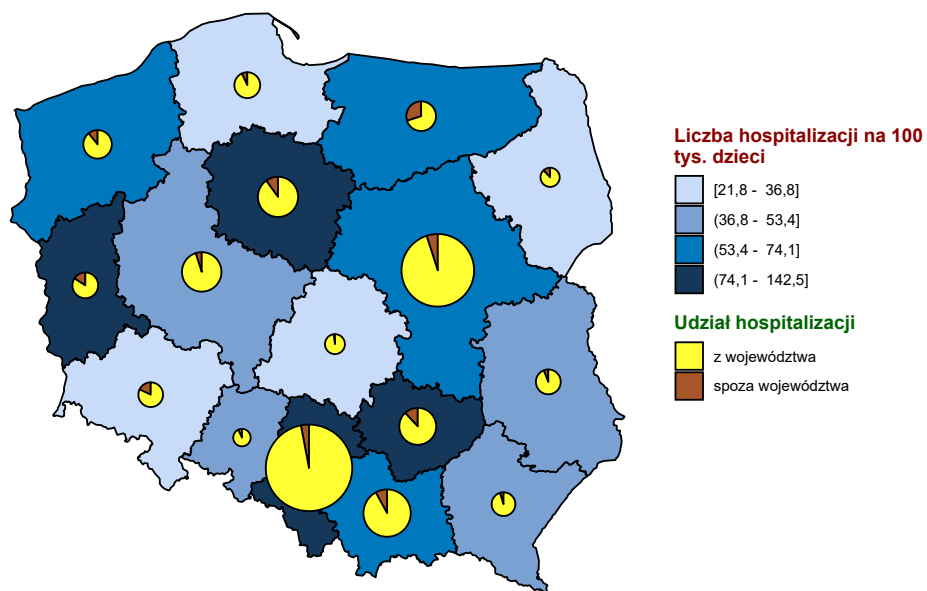 Liczba hospitalizacji na 100
tys. dzieci
[21,8 - 36,8]
(36,8 - 53,4]
(53,4 - 74,1]
(74,1 - 142,5]
Udział hospitalizacji
z województwa
spoza województwa